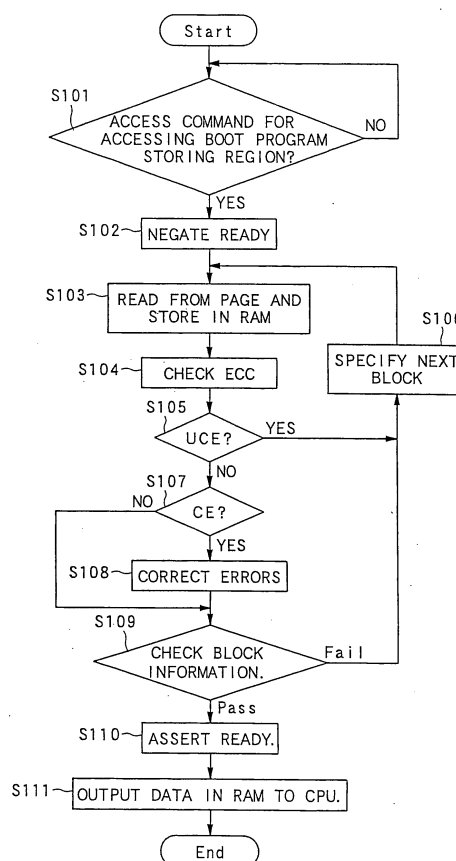 Start
S101
ACCESS COMMAND FOR
ACCESSING BOOT PROGRAM
STORING REGION?
NO
YES
S102
NEGATE READY
S103
READ FROM PAGE AND
STORE IN RAM
S106
SPECIFY NEXT
BLOCK
S104
CHECK ECC
S105
UCE?
YES
NO
S107
NO
CE?
YES
S108
CORRECT ERRORS
S109
CHECK BLOCK
INFORMATION.
Fail
Pass
S110
ASSERT READY.
S111
OUTPUT DATA IN RAM TO CPU.
End